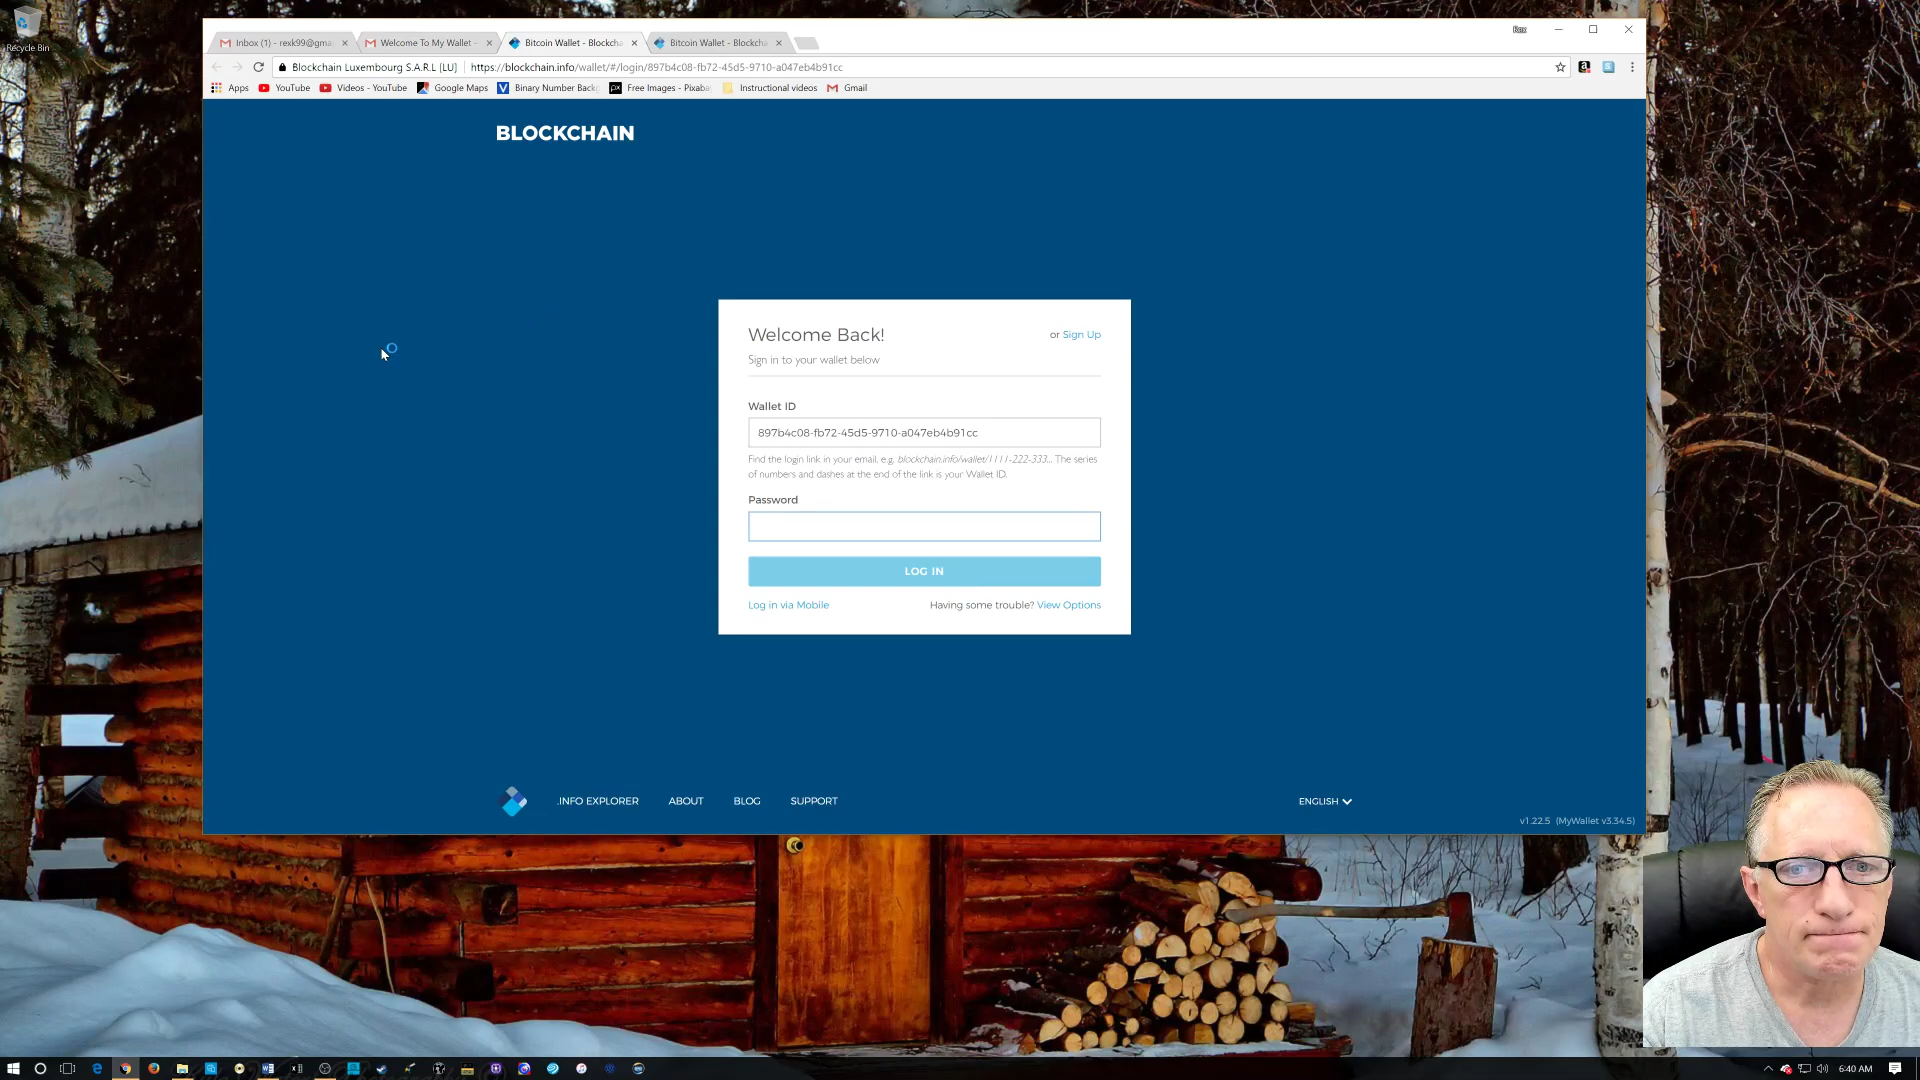 Recycle Bin
Inbox (1) - rexk99@gma
Welcome To My Wallet -
Bitcoin Wallet - Blockcha
Bitcoin Wallet - Blockcha
Blockchain Luxembourg S.A.R.L [LU]
https://blockchain.info/wallet/#/login/897b4c08-fb72-45d5-9710-a047eb4b91cc
Apps
YouTube
Videos - YouTube
Google Maps
Binary Number Back
Free Images - Pixaba
Instructional videos
Gmail
BLOCKCHAIN
Welcome Back!
or Sign Up
Sign in to your wallet below
Wallet ID
897b4c08-fb72-45d5-9710-a047eb4b91cc
Find the login link in your email, e.g. blockchain.info/wallet/1111-222-333... The series
of numbers and dashes at the end of the link is your Wallet ID.
Password
LOG IN
Log in via Mobile
Having some trouble? View Options
.INFO EXPLORER
ABOUT
BLOG
SUPPORT
ENGLISH
v1.22.5 (MyWallet v3.34.5)
6:40 AM